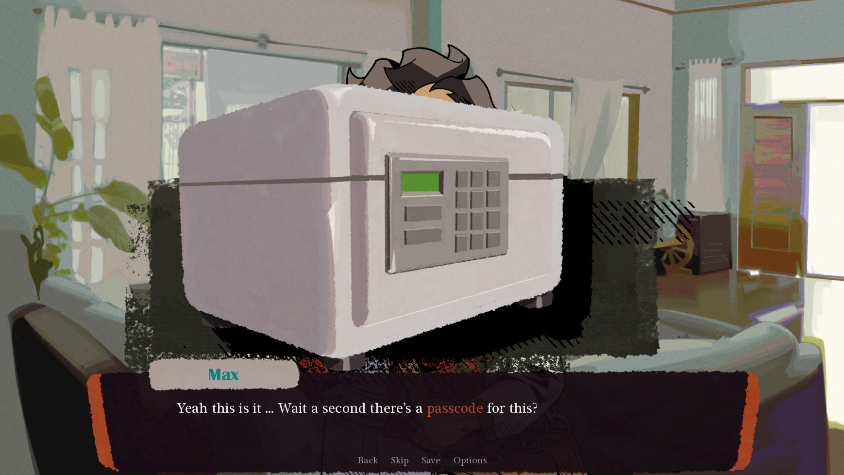 Max
Yeah this is it ... Wait a second there's a passcode for this?
Back Skip Save Options